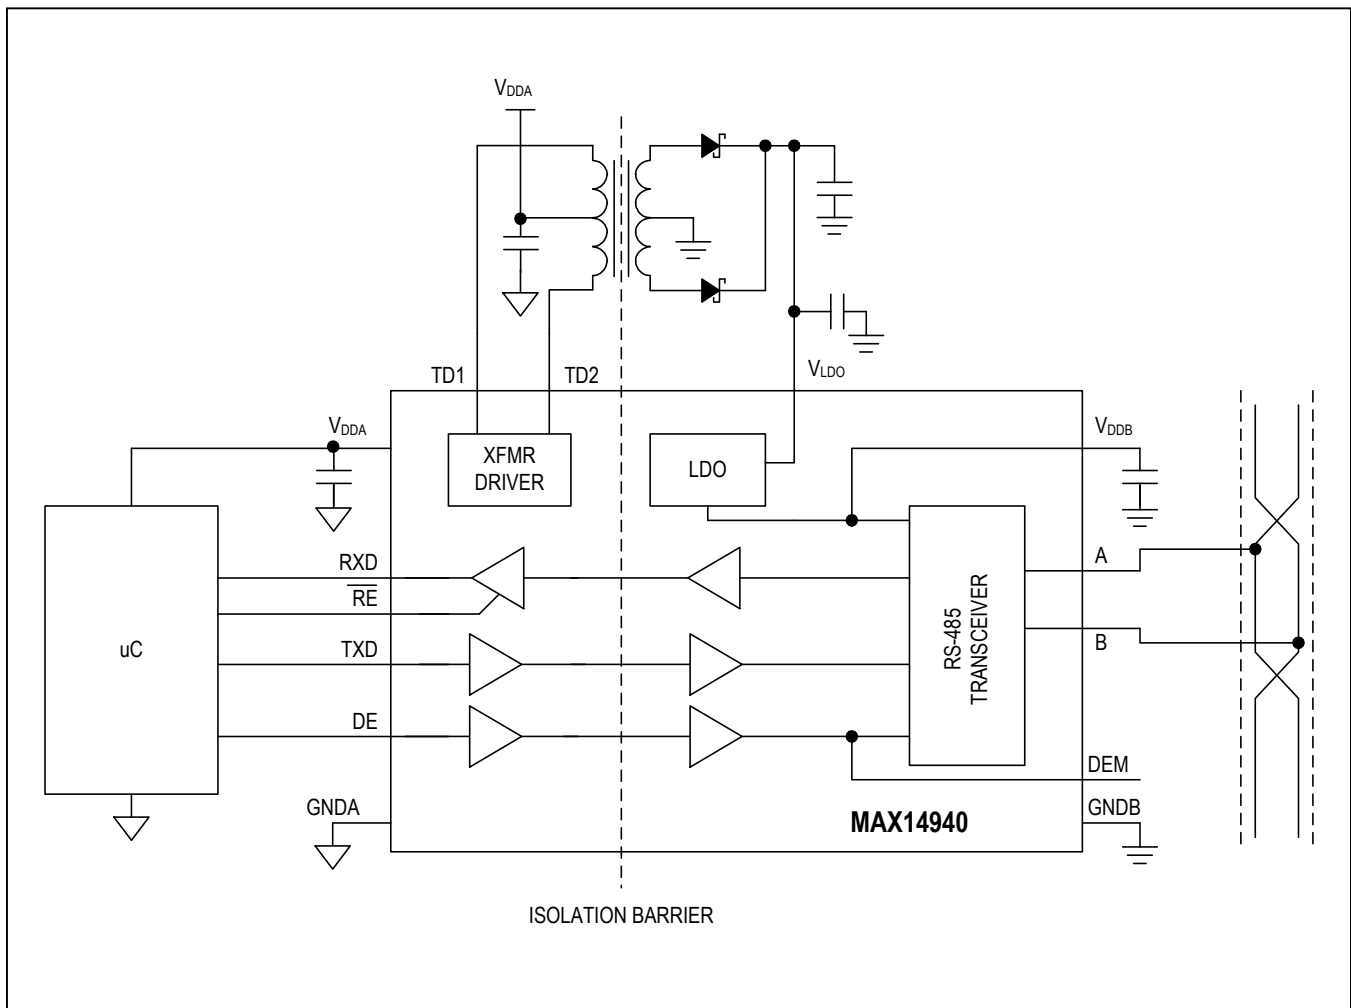 VDDA
TD1
TD2
VLDO
VDDA
VDDB
XFMR
DRIVER
LDO
RXD
RE
A
uC
TXD
RS-485
TRANSCEIVER
B
DE
DEM
GNDA
MAX14940
GNDB
ISOLATION BARRIER